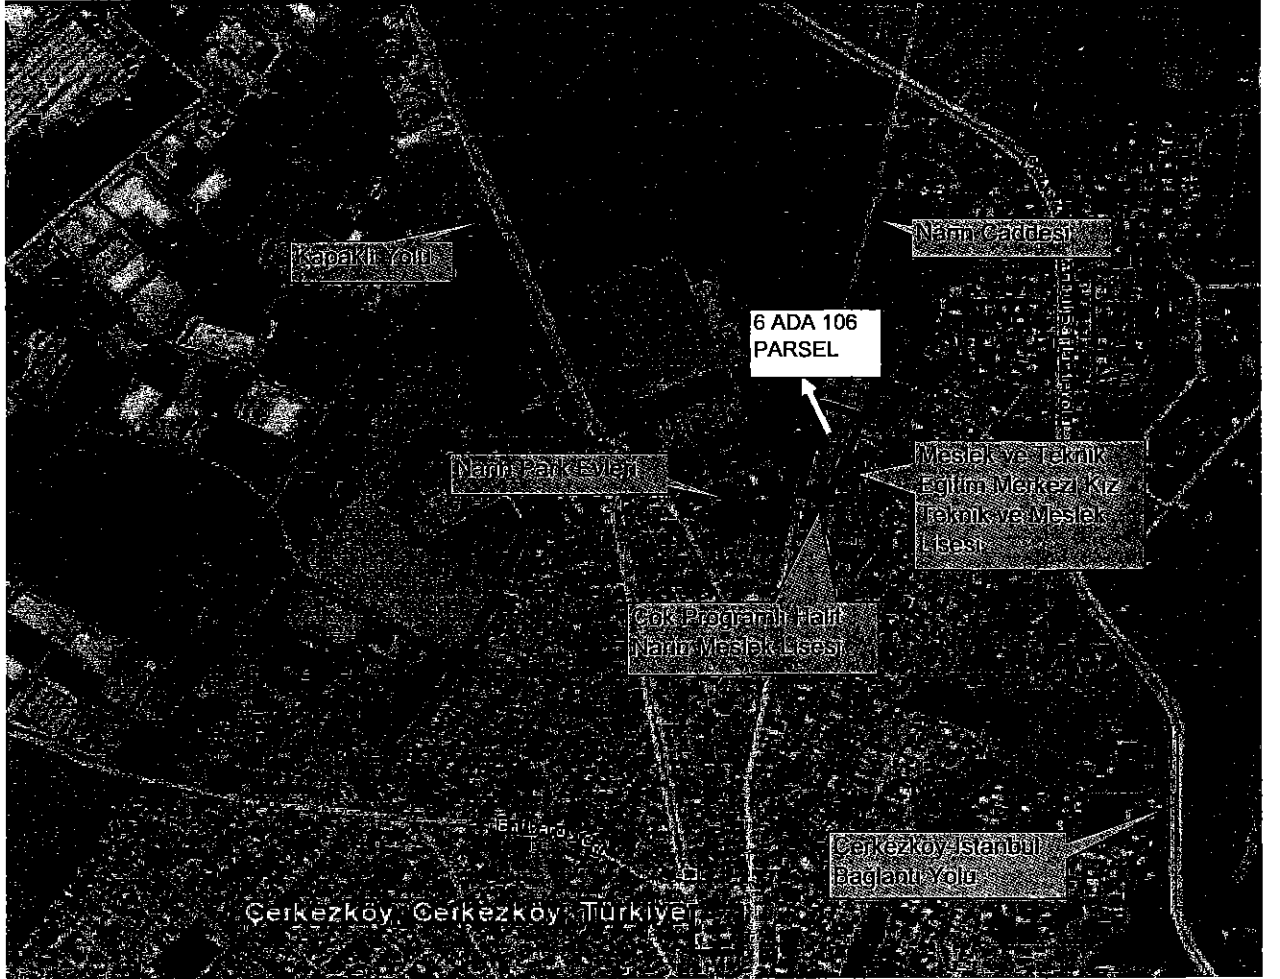 Narin Caddesi
Kapaklı Yolu
6 ADA 106
PARSEL
Narin Park Evleri
Meslek ve Teknik
Eğitim Merkezi Kız
Teknik ve Meslek
Lisesi
Çok Programlı Halit
Narin Meslek Lisesi
Çerkezköy-İstanbul
Bağlantı Yolu
Çerkezköy, Çerkezköy, Türkiye